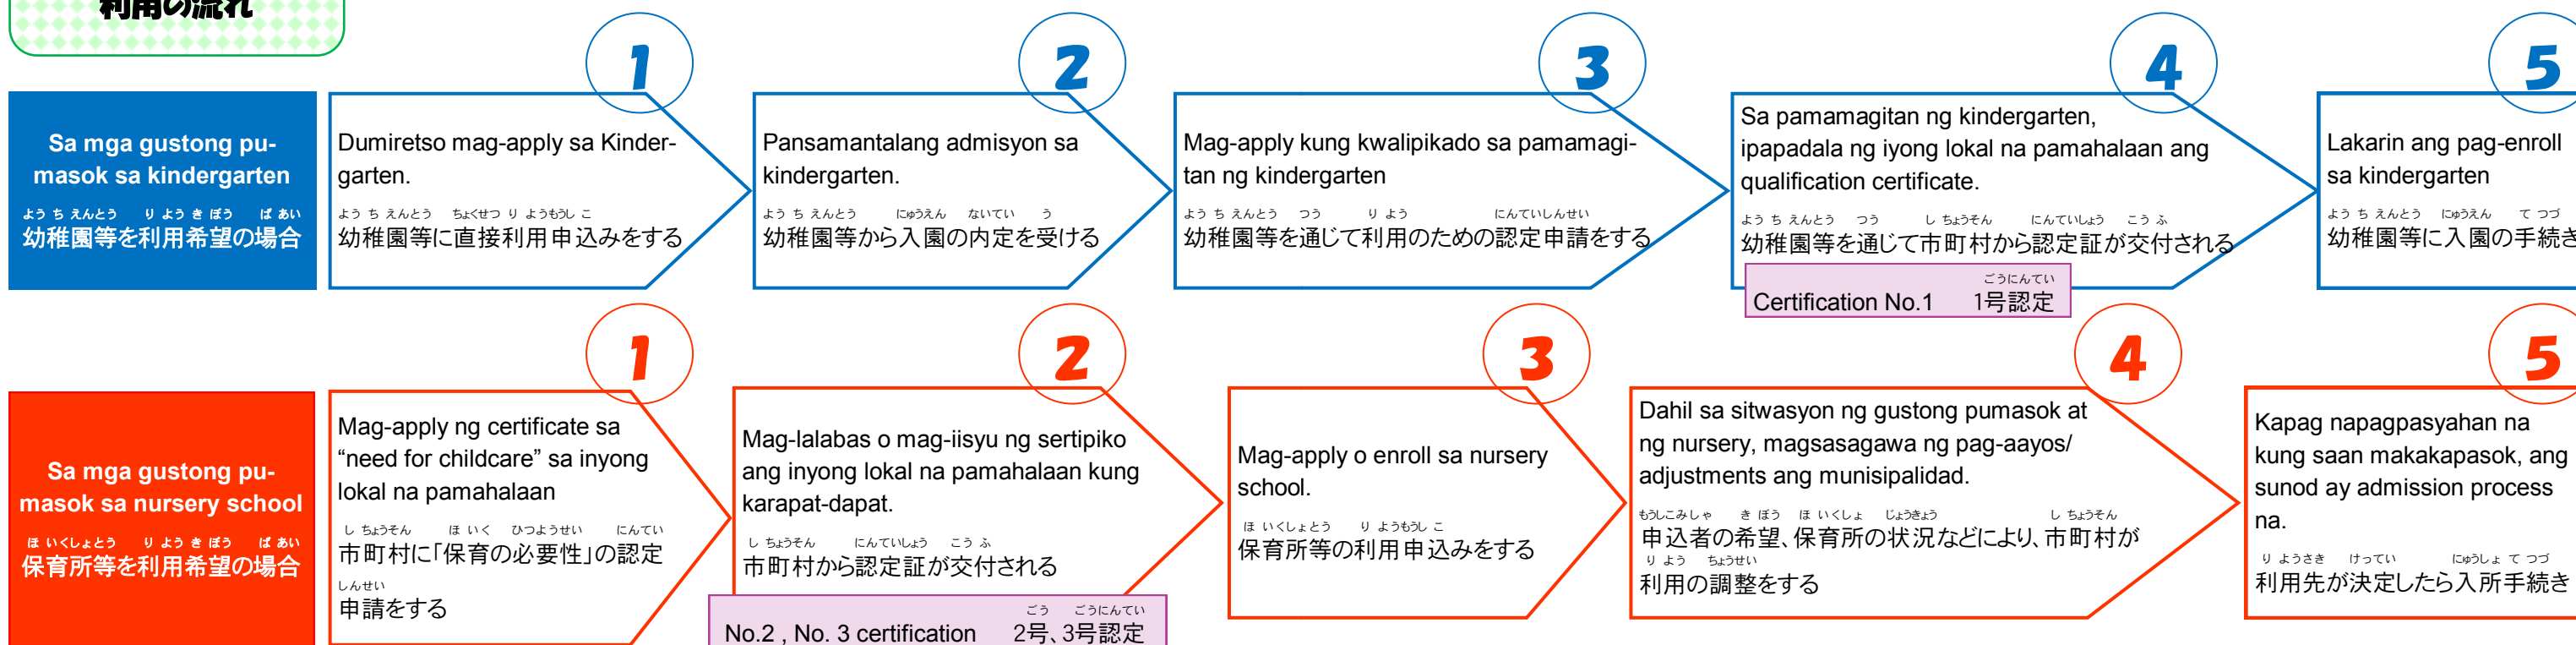 利用の流れ
1
2
3
4
5
Sa mga gustong pu-
masok sa kindergarten
よう ち えんとう り よう き ぼう ば あい
幼稚園等を利用希望の場合
Dumiretso mag-apply sa Kinder-
garten.
よう ち えんとう ちょくせつ り ようもうし こ
幼稚園等に直接利用申込みをする
Pansamantalang admisyon sa
kindergarten.
よう ち えんとう にゅうえん ないてい う
幼稚園等から入園の内定を受ける
Mag-apply kung kwalipikado sa pamamagi-
tan ng kindergarten
よう ち えんとう つう り よう にんていしんせい
幼稚園等を通じて利用のための認定申請をする
Sa pamamagitan ng kindergarten,
ipapadala ng iyong lokal na pamahalaan ang
qualification certificate.
よう ち えんとう つう し ちょうそん にんていしょう こう ふ
幼稚園等を通じて市町村から認定証が交付される
ごうにんてい
Certification No.1 1号認定
Lakarin ang pag-enroll
sa kindergarten
よう ち えんとう にゅうえん て つづ
幼稚園等に入園の手続き
1
2
3
4
5
Sa mga gustong pu-
masok sa nursery school
ほ いくしょとう り よう き ぼう ば あい
保育所等を利用希望の場合
Mag-apply ng certificate sa
“need for childcare” sa inyong
lokal na pamahalaan
し ちょうそん ほ いく ひつようせい にんてい
市町村に「保育の必要性」の認定
しんせい
申請をする
Mag-lalabas o mag-iisyu ng sertipiko
ang inyong lokal na pamahalaan kung
karapat-dapat.
し ちょうそん にんていしょう こう ふ
市町村から認定証が交付される
ごう ごうにんてい
No.2 , No. 3 certification 2号、3号認定
Mag-apply o enroll sa nursery
school.
ほ いくしょとう り ようもうし こ
保育所等の利用申込みをする
Dahil sa sitwasyon ng gustong pumasok at
ng nursery, magsasagawa ng pag-aayos/
adjustments ang munisipalidad.
もうしこみしゃ き ぼう ほ いくしょ じょうきょう し ちょうそん
申込者の希望、保育所の状況などにより、市町村が
り よう ちょうせい
利用の調整をする
Kapag napagpasyahan na
kung saan makakapasok, ang
sunod ay admission process
na.
り ようさき けってい にゅうしょ て つづ
利用先が決定したら入所手続き